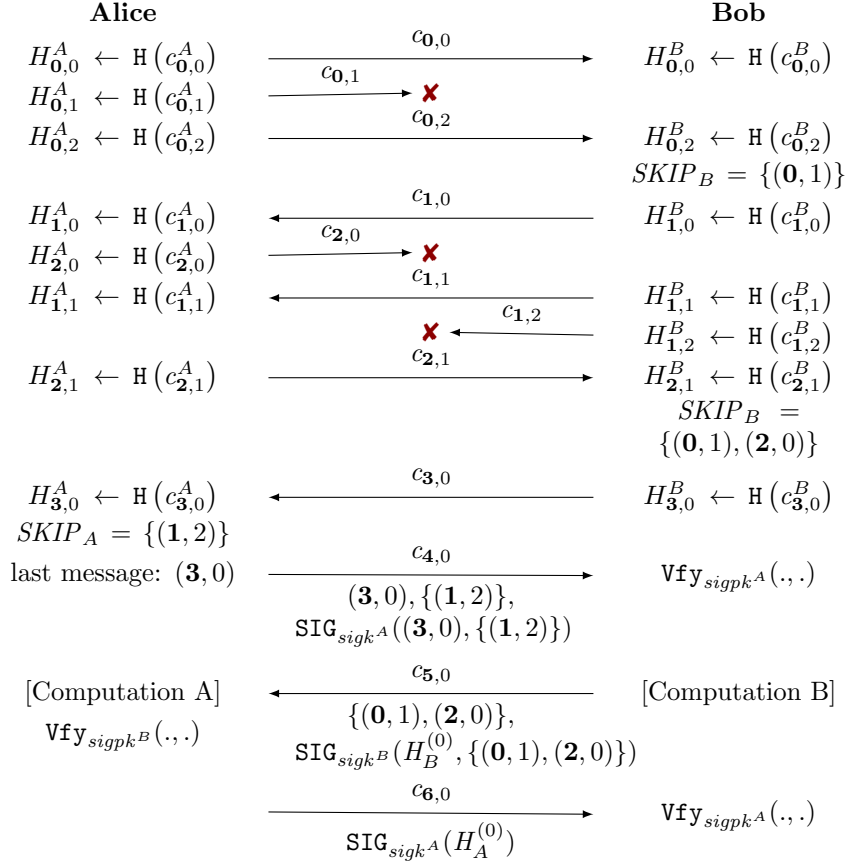 Alice Bob
c_{𝟎,0}
H^A_{𝟎,0} ← H(c^A_{𝟎,0}) H^B_{𝟎,0} ← H(c^B_{𝟎,0})
c_{𝟎,1}
H^A_{𝟎,1} ← H(c^A_{𝟎,1}) ✘
c_{𝟎,2}
H^A_{𝟎,2} ← H(c^A_{𝟎,2}) H^B_{𝟎,2} ← H(c^B_{𝟎,2})
SKIP_B = {(𝟎, 1)}
c_{𝟏,0}
H^A_{𝟏,0} ← H(c^A_{𝟏,0}) H^B_{𝟏,0} ← H(c^B_{𝟏,0})
c_{𝟐,0}
H^A_{𝟐,0} ← H(c^A_{𝟐,0}) ✘
c_{𝟏,1}
H^A_{𝟏,1} ← H(c^A_{𝟏,1}) H^B_{𝟏,1} ← H(c^B_{𝟏,1})
c_{𝟏,2}
✘ H^B_{𝟏,2} ← H(c^B_{𝟏,2})
c_{𝟐,1}
H^A_{𝟐,1} ← H(c^A_{𝟐,1}) H^B_{𝟐,1} ← H(c^B_{𝟐,1})
SKIP_B =
{(𝟎, 1), (𝟐, 0)}
c_{𝟑,0}
H^A_{𝟑,0} ← H(c^A_{𝟑,0}) H^B_{𝟑,0} ← H(c^B_{𝟑,0})
SKIP_A = {(𝟏, 2)}
c_{𝟒,0}
last message: (𝟑, 0) Vfy_{sigpk^A}(., .)
(𝟑, 0), {(𝟏, 2)},
SIG_{sigk^A}((𝟑, 0), {(𝟏, 2)})
c_{𝟓,0}
[Computation A] [Computation B]
{(𝟎, 1), (𝟐, 0)},
Vfy_{sigpk^B}(., .)
SIG_{sigk^B}(H_B^{(0)}, {(𝟎, 1), (𝟐, 0)})
c_{𝟔,0}
Vfy_{sigpk^A}(., .)
SIG_{sigk^A}(H_A^{(0)})